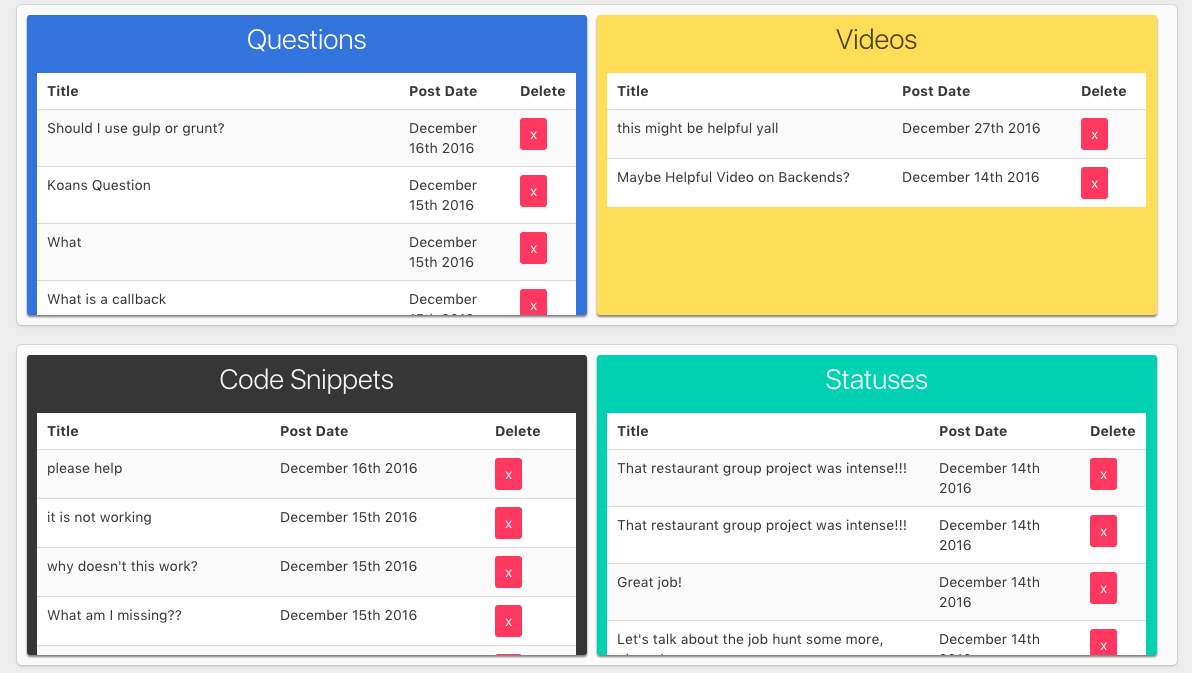 Questions
Title Post Date Delete
Should I use gulp or grunt? December x
16th 2016
Koans Question December x
15th 2016
What December x
15th 2016
What is a callback December x
Videos
Title Post Date Delete
this might be helpful yall December 27th 2016 x
Maybe Helpful Video on Backends? December 14th 2016 x
Code Snippets
Title Post Date Delete
please help December 16th 2016 x
it is not working December 15th 2016 x
why doesn't this work? December 15th 2016 x
What am I missing?? December 15th 2016 x
Statuses
Title Post Date Delete
That restaurant group project was intense!!! December 14th x
2016
That restaurant group project was intense!!! December 14th x
2016
Great job! December 14th x
2016
Let's talk about the job hunt some more, December 14th x